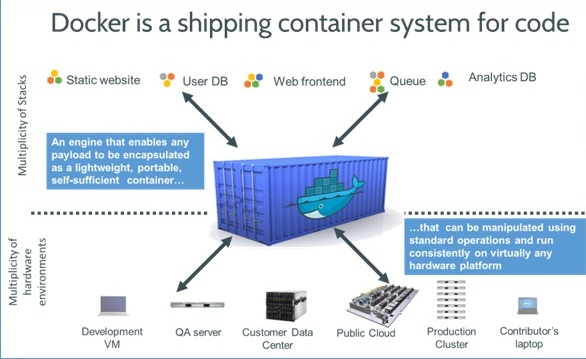 Docker is a shipping container system for code
Multiplicity of Stacks
Static website
User DB
Web frontend
Queue
Analytics DB
An engine that enables any
payload to be encapsulated
as a lightweight, portable,
self-sufficient container…
…that can be manipulated using
standard operations and run
consistently on virtually any
hardware platform
Multiplicity of
hardware
environments
Development
VM
QA server
Customer Data
Center
Public Cloud
Production
Cluster
Contributor's
laptop